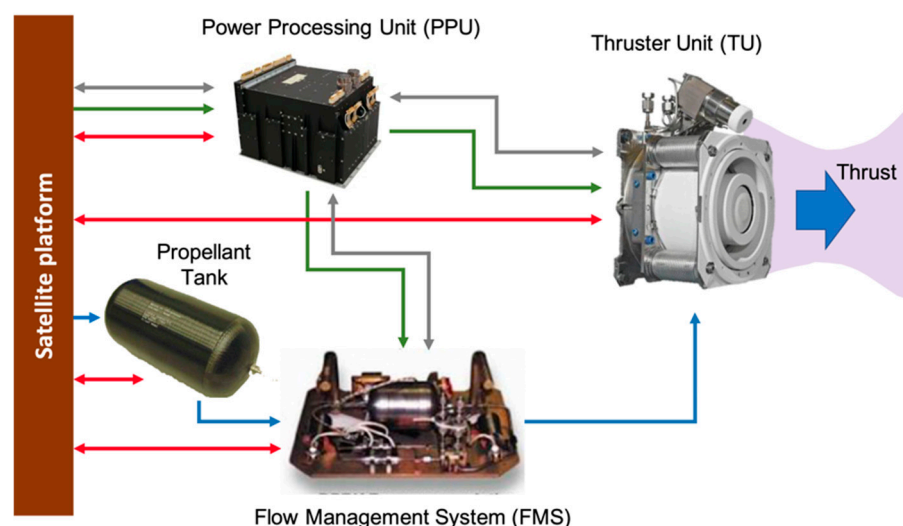 Power Processing Unit (PPU)
Thruster Unit (TU)
Thrust
Satellite platform
Propellant
Tank
Flow Management System (FMS)